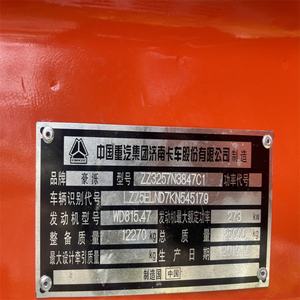 中国重汽集团济南卡车股份有限公司 制造
品牌 豪泺 型号 ZZ3257N3847C1 功率代号
车辆识别代号
发动机型号 WD615.47 发动机最大额定功率 273 kW
整备质量 12270 kg 总质量 kg
最大设计牵引质量 kg 生产日期
制造国 中国